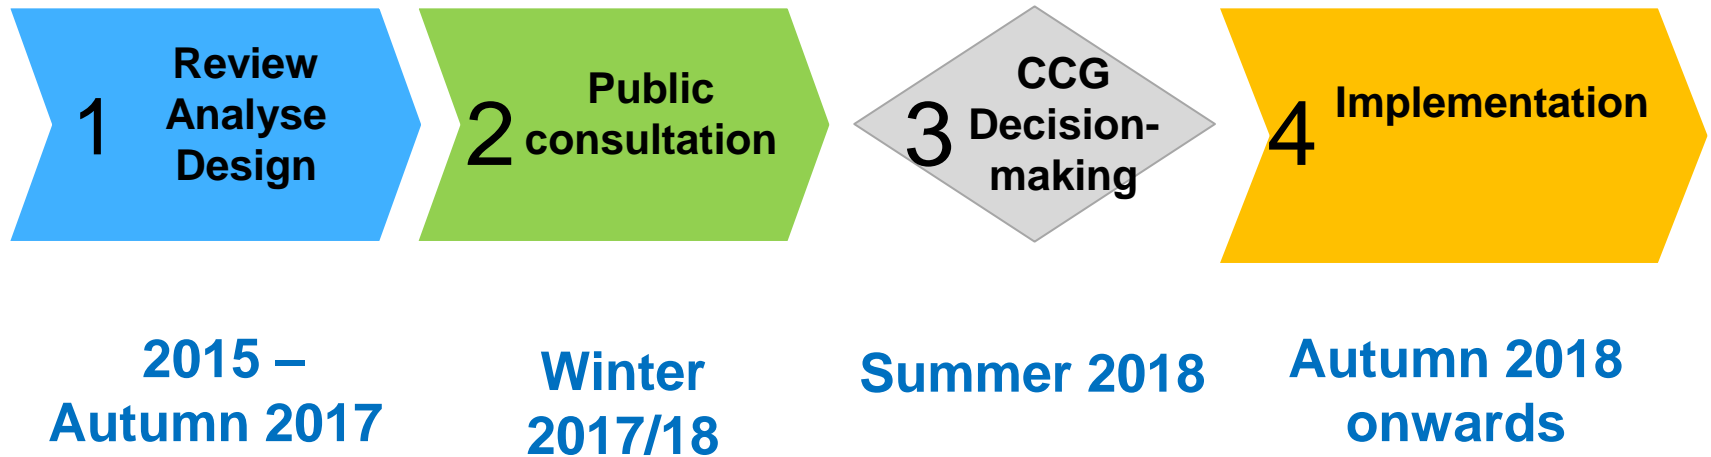 1
Review
Analyse
Design
2
Public
consultation
3
CCG
Decision-
making
4
Implementation
2015 –
Autumn 2017
Winter
2017/18
Summer 2018
Autumn 2018
onwards